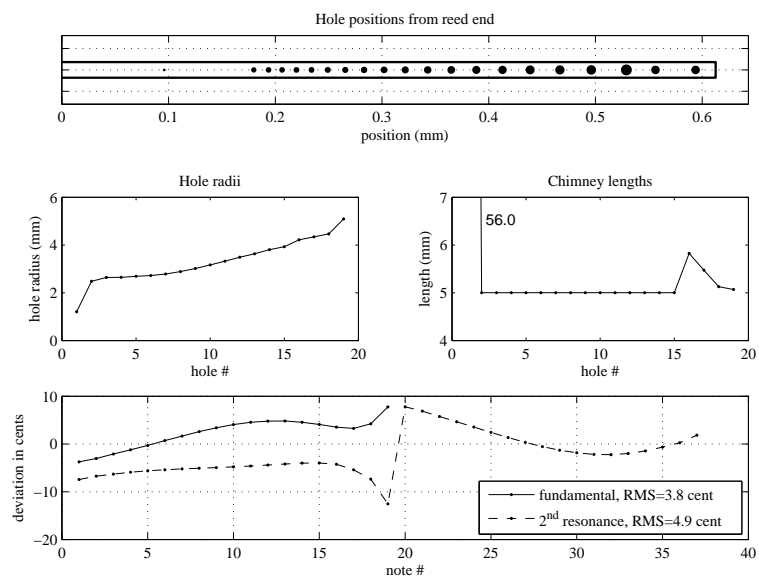 Hole positions from reed end
0 0.1 0.2 0.3 0.4 0.5 0.6
position (mm)
Hole radii
6
4
2
0
hole radius (mm)
0 5 10 15 20
hole #
Chimney lengths
7
6
5
4
length (mm)
56.0
0 5 10 15 20
hole #
10
0
−10
−20
deviation in cents
fundamental, RMS=3.8 cent
2nd resonance, RMS=4.9 cent
0 5 10 15 20 25 30 35 40
note #